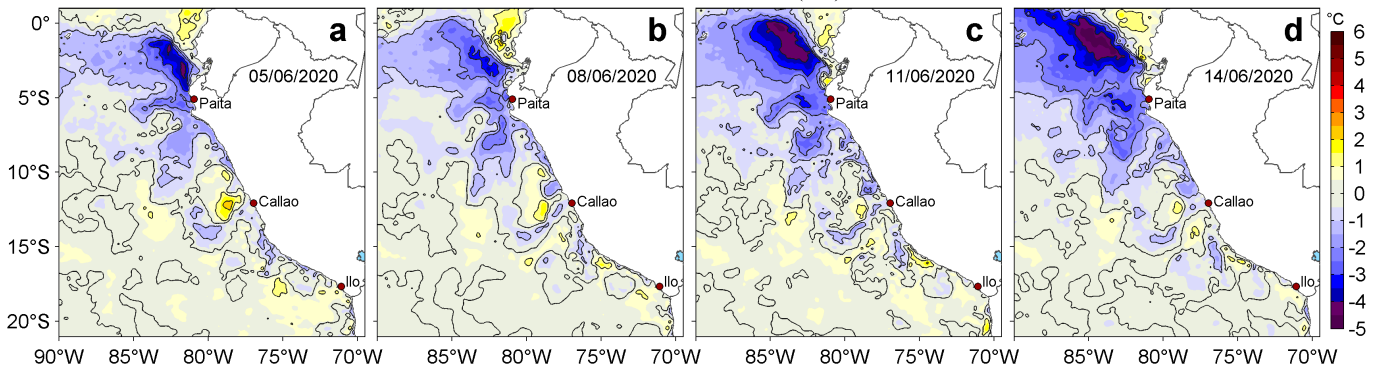 a
b
c
d
°C
05/06/2020
08/06/2020
11/06/2020
14/06/2020
0°
5°S
10°S
15°S
20°S
Paita
Callao
Ilo
Paita
Callao
Ilo
Paita
Callao
Ilo
Paita
Callao
Ilo
90°W
85°W
80°W
75°W
70°W
85°W
80°W
75°W
70°W
85°W
80°W
75°W
70°W
85°W
80°W
75°W
70°W
6
5
4
3
2
1
0
-1
-2
-3
-4
-5